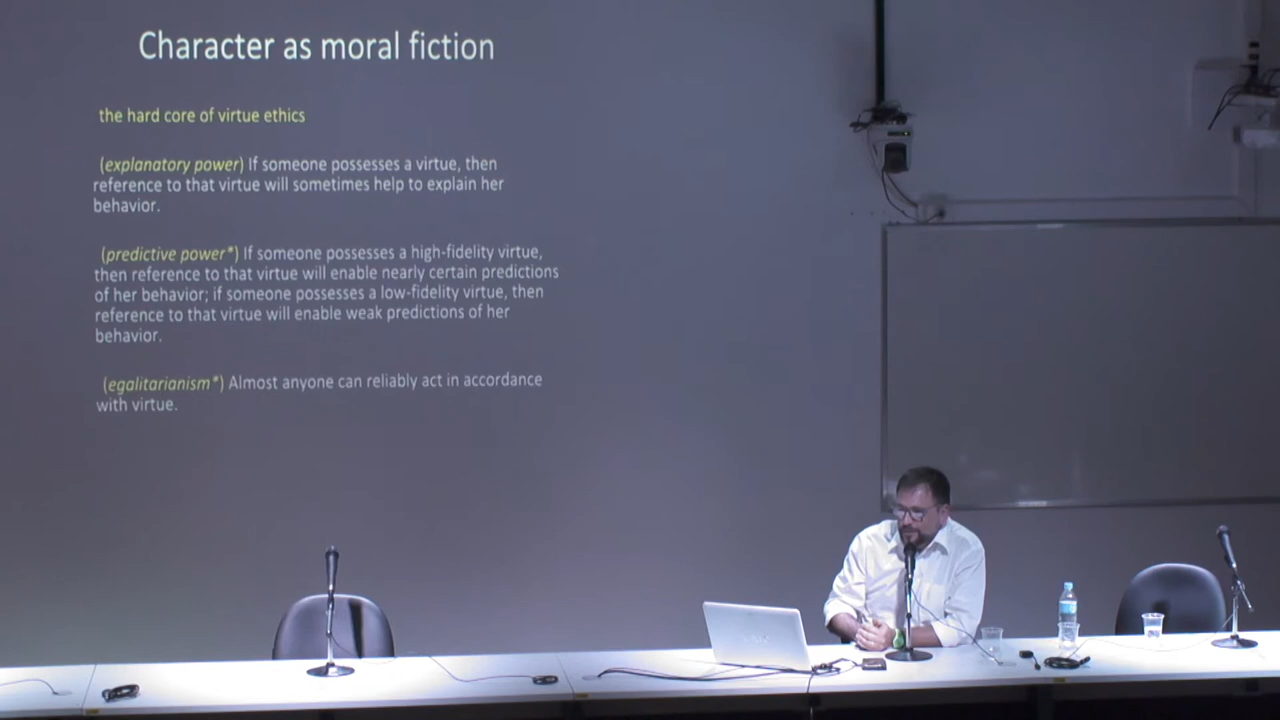 Character as moral fiction
the hard core of virtue ethics
(explanatory power) If someone possesses a virtue, then
reference to that virtue will sometimes help to explain her
behavior.
(predictive power*) If someone possesses a high-fidelity virtue,
then reference to that virtue will enable nearly certain predictions
of her behavior; if someone possesses a low-fidelity virtue, then
reference to that virtue will enable weak predictions of her
behavior.
(egalitarianism*) Almost anyone can reliably act in accordance
with virtue.